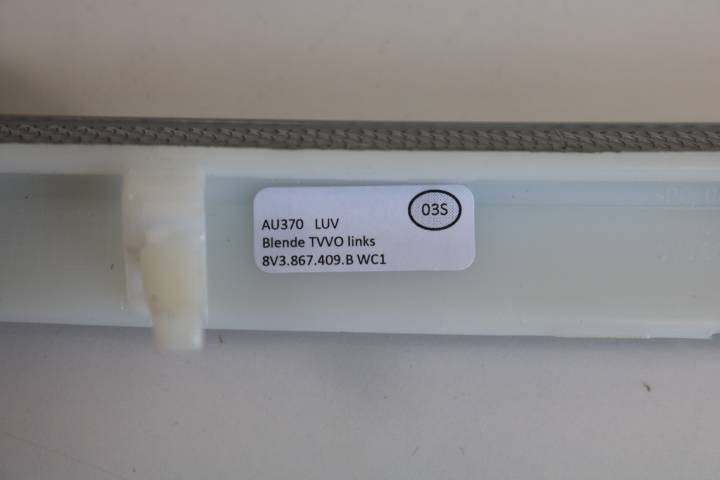 03S
AU370 LUV
Blende TVVO links
8V3.867.409.B WC1